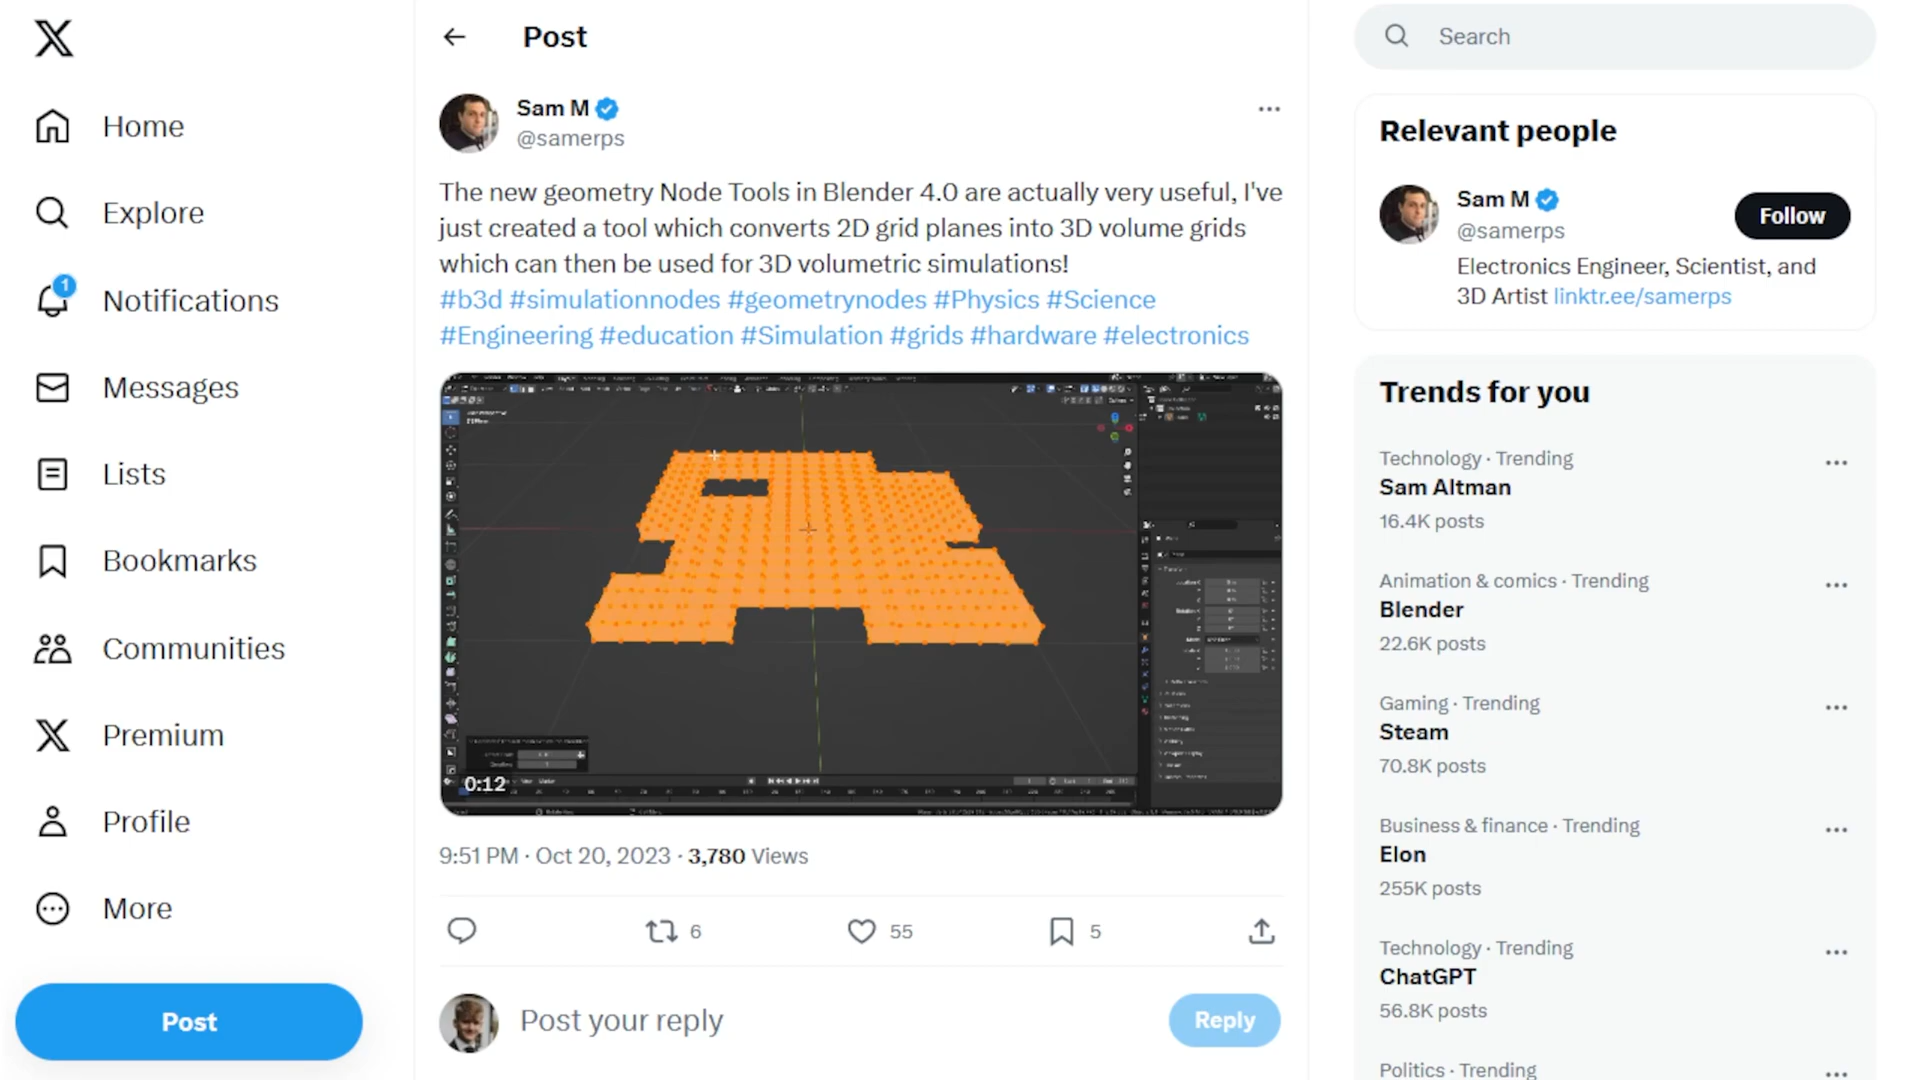 Home
Explore
1
Notifications
Messages
Lists
Bookmarks
Communities
Premium
Profile
More
Post
Post
Sam M
@samerps
The new geometry Node Tools in Blender 4.0 are actually very useful, I've
just created a tool which converts 2D grid planes into 3D volume grids
which can then be used for 3D volumetric simulations!
#b3d #simulationnodes #geometrynodes #Physics #Science
#Engineering #education #Simulation #grids #hardware #electronics
0:12
9:51 PM · Oct 20, 2023 · 3,780 Views
6
55
5
Post your reply
Reply
Search
Relevant people
Sam M
@samerps
Follow
Electronics Engineer, Scientist, and
3D Artist linktr.ee/samerps
Trends for you
Technology · Trending
Sam Altman
16.4K posts
Animation & comics · Trending
Blender
22.6K posts
Gaming · Trending
Steam
70.8K posts
Business & finance · Trending
Elon
255K posts
Technology · Trending
ChatGPT
56.8K posts
Politics · Trending